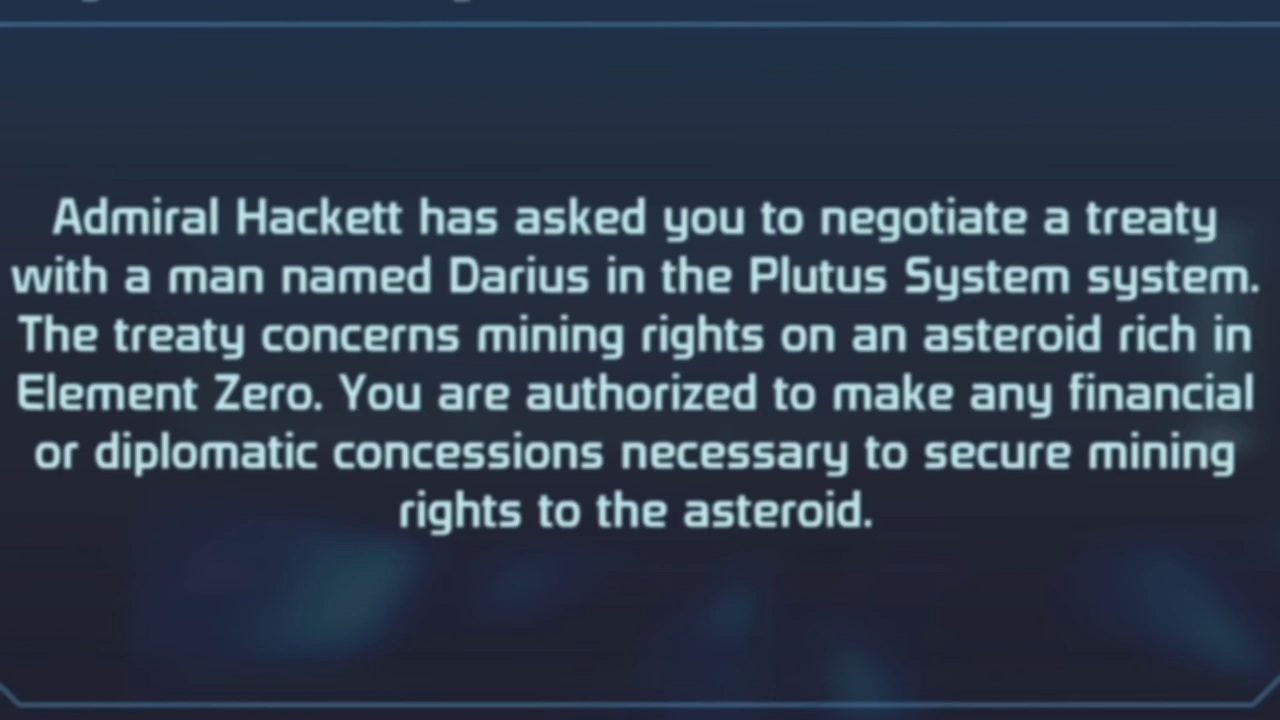 Admiral Hackett has asked you to negotiate a treaty
with a man named Darius in the Plutus System system.
The treaty concerns mining rights on an asteroid rich in
Element Zero. You are authorized to make any financial
or diplomatic concessions necessary to secure mining
rights to the asteroid.